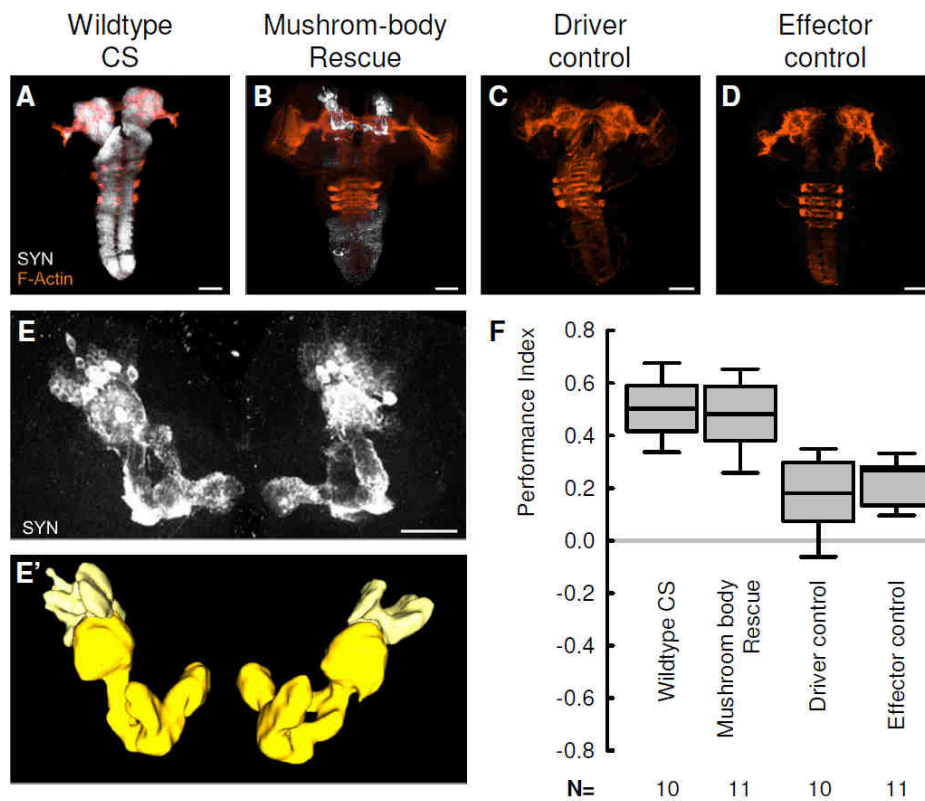 Wildtype
CS
Mushrom-body
Rescue
Driver
control
Effector
control
A
B
C
D
SYN
F-Actin
E
SYN
E'
F
Performance Index
0.8
0.6
0.4
0.2
0.0
-0.2
-0.4
-0.6
-0.8
Wildtype CS
Mushroom body
Rescue
Driver control
Effector control
N= 10 11 10 11